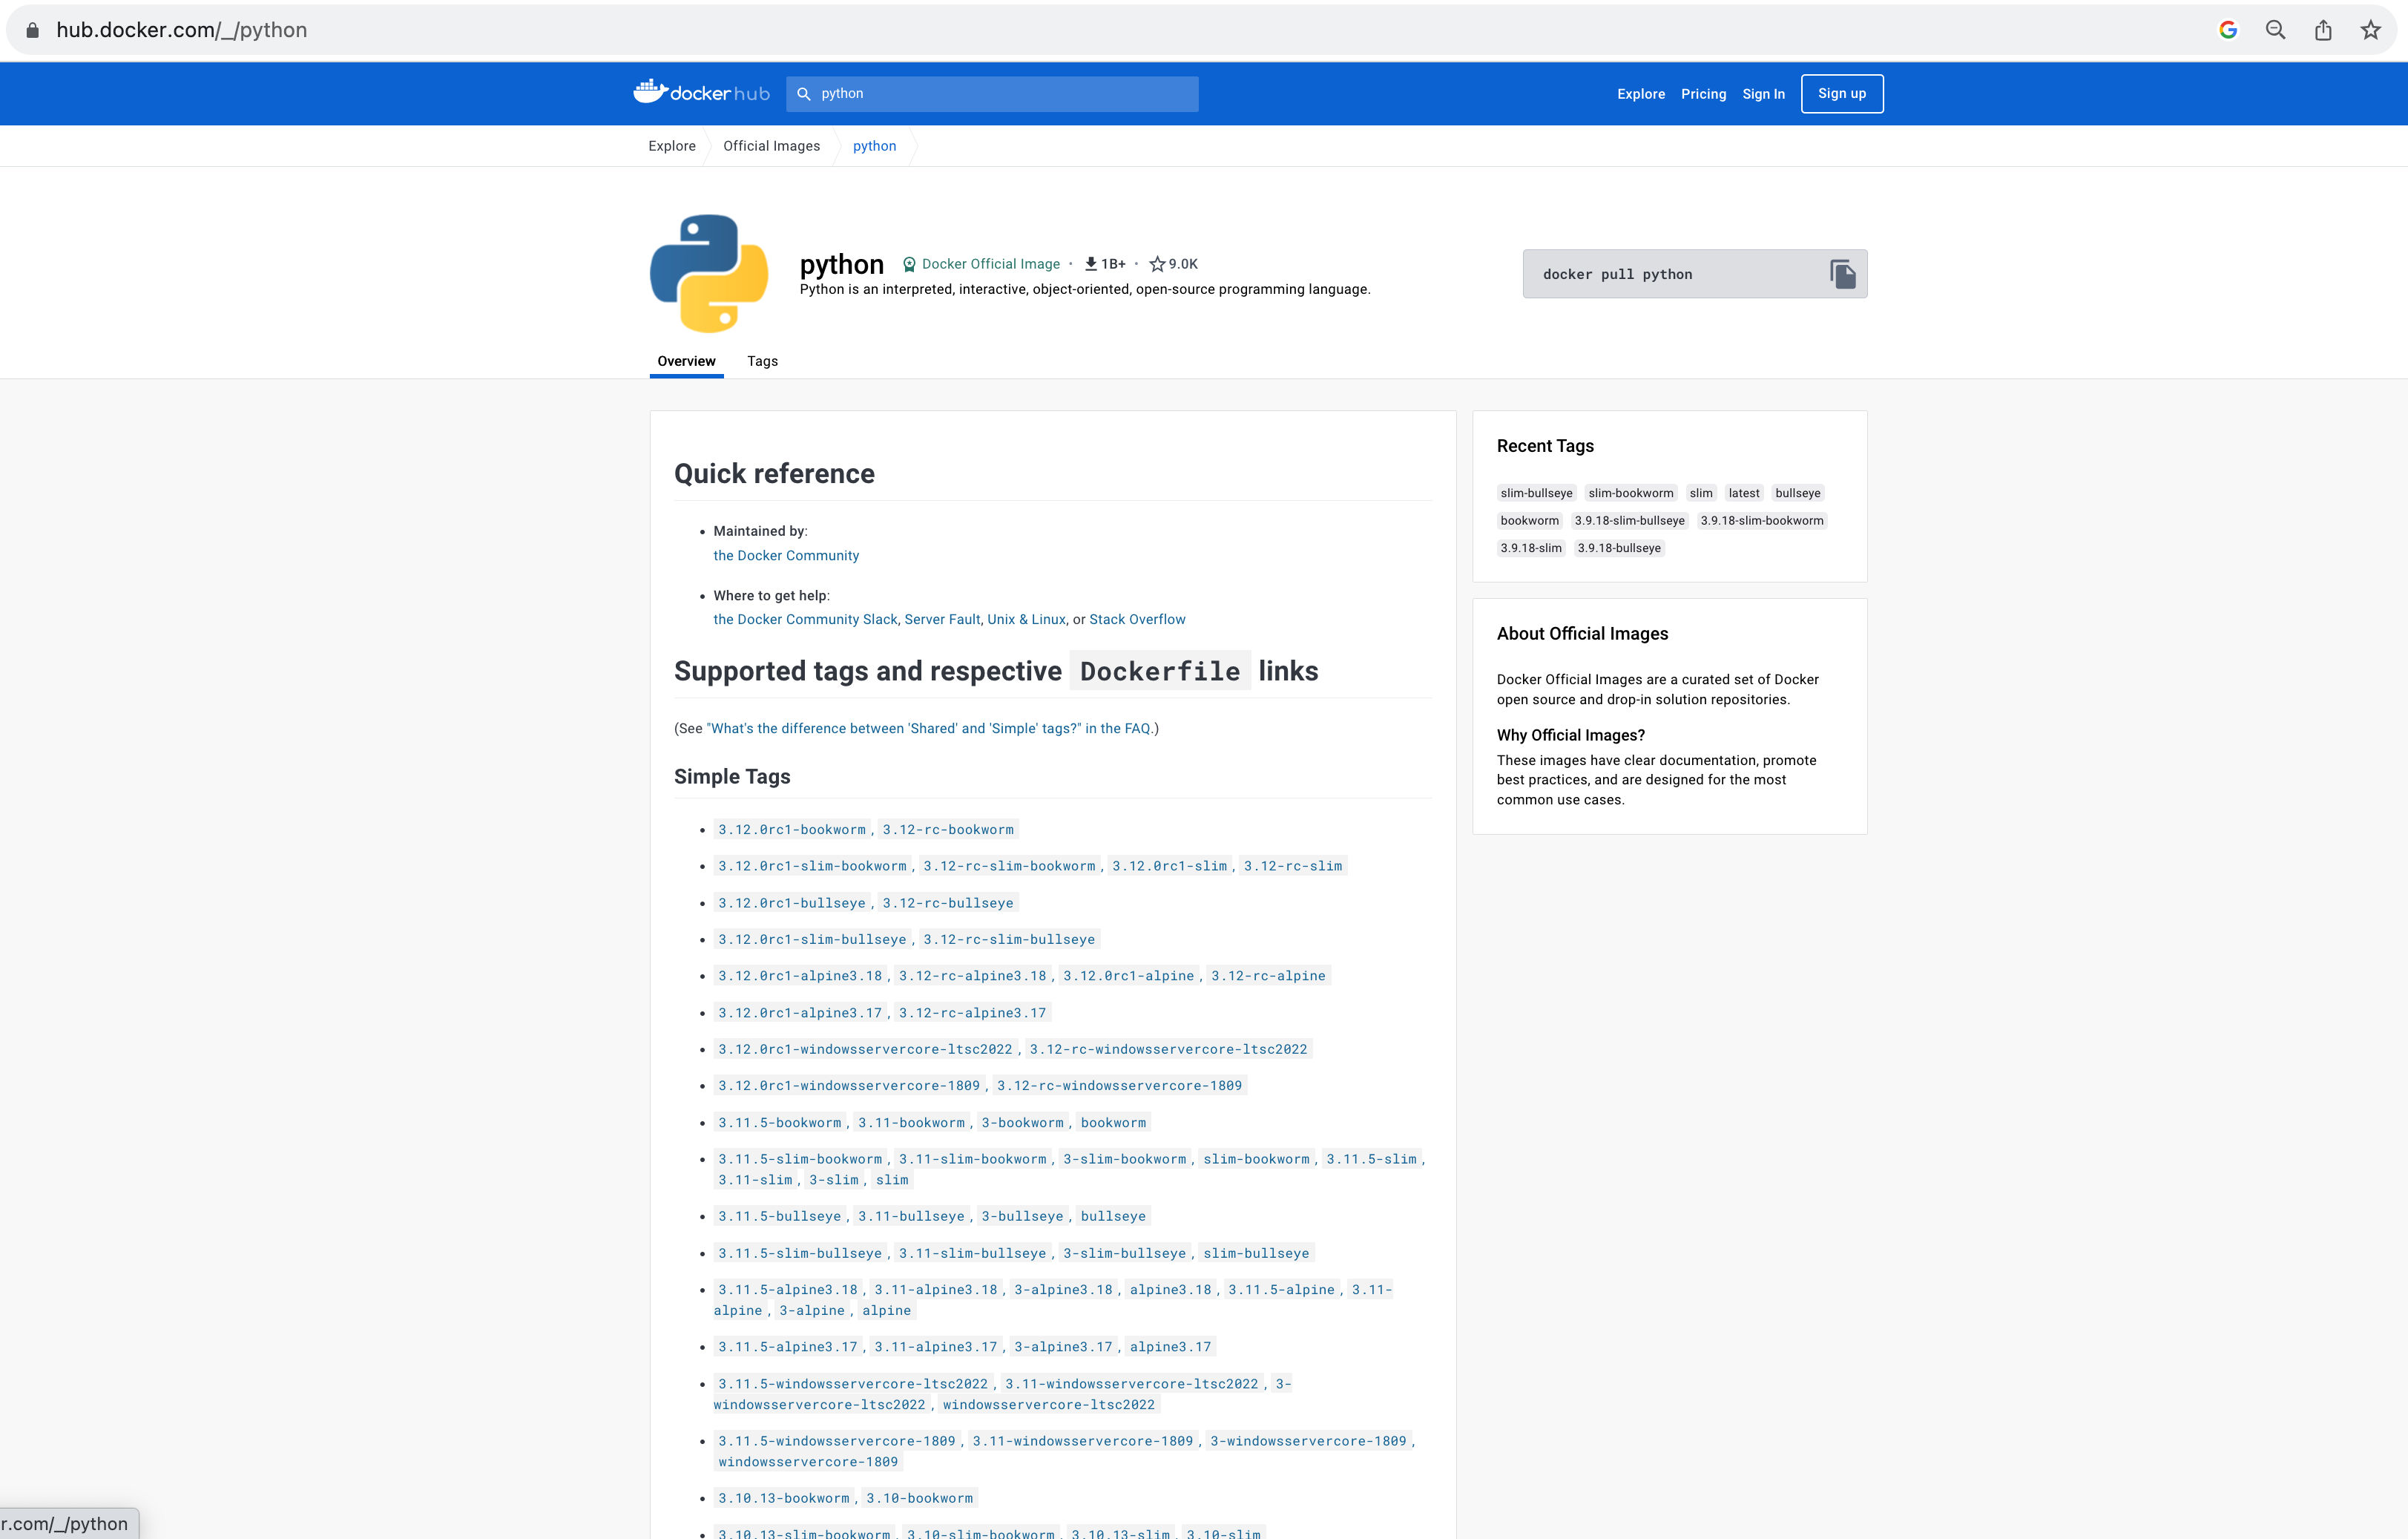 hub.docker.com/_/python
dockerhub
python
Explore
Pricing
Sign In
Sign up
Explore
Official Images
python
python
Docker Official Image
•
1B+
•
9.0K
Python is an interpreted, interactive, object-oriented, open-source programming language.
docker pull python
Overview
Tags
Quick reference
• Maintained by:
the Docker Community
• Where to get help:
the Docker Community Slack, Server Fault, Unix & Linux, or Stack Overflow
Supported tags and respective Dockerfile links
(See "What's the difference between 'Shared' and 'Simple' tags?" in the FAQ.)
Simple Tags
• 3.12.0rc1-bookworm, 3.12-rc-bookworm
• 3.12.0rc1-slim-bookworm, 3.12-rc-slim-bookworm, 3.12.0rc1-slim, 3.12-rc-slim
• 3.12.0rc1-bullseye, 3.12-rc-bullseye
• 3.12.0rc1-slim-bullseye, 3.12-rc-slim-bullseye
• 3.12.0rc1-alpine3.18, 3.12-rc-alpine3.18, 3.12.0rc1-alpine, 3.12-rc-alpine
• 3.12.0rc1-alpine3.17, 3.12-rc-alpine3.17
• 3.12.0rc1-windowsservercore-ltsc2022, 3.12-rc-windowsservercore-ltsc2022
• 3.12.0rc1-windowsservercore-1809, 3.12-rc-windowsservercore-1809
• 3.11.5-bookworm, 3.11-bookworm, 3-bookworm, bookworm
• 3.11.5-slim-bookworm, 3.11-slim-bookworm, 3-slim-bookworm, slim-bookworm, 3.11.5-slim,
3.11-slim, 3-slim, slim
• 3.11.5-bullseye, 3.11-bullseye, 3-bullseye, bullseye
• 3.11.5-slim-bullseye, 3.11-slim-bullseye, 3-slim-bullseye, slim-bullseye
• 3.11.5-alpine3.18, 3.11-alpine3.18, 3-alpine3.18, alpine3.18, 3.11.5-alpine, 3.11-
alpine, 3-alpine, alpine
• 3.11.5-alpine3.17, 3.11-alpine3.17, 3-alpine3.17, alpine3.17
• 3.11.5-windowsservercore-ltsc2022, 3.11-windowsservercore-ltsc2022, 3-
windowsservercore-ltsc2022, windowsservercore-ltsc2022
• 3.11.5-windowsservercore-1809, 3.11-windowsservercore-1809, 3-windowsservercore-1809,
windowsservercore-1809
• 3.10.13-bookworm, 3.10-bookworm
• 3.10.13-slim-bookworm, 3.10-slim-bookworm, 3.10.13-slim, 3.10-slim
Recent Tags
slim-bullseye slim-bookworm slim latest bullseye
bookworm 3.9.18-slim-bullseye 3.9.18-slim-bookworm
3.9.18-slim 3.9.18-bullseye
About Official Images
Docker Official Images are a curated set of Docker
open source and drop-in solution repositories.
Why Official Images?
These images have clear documentation, promote
best practices, and are designed for the most
common use cases.
r.com/_/python